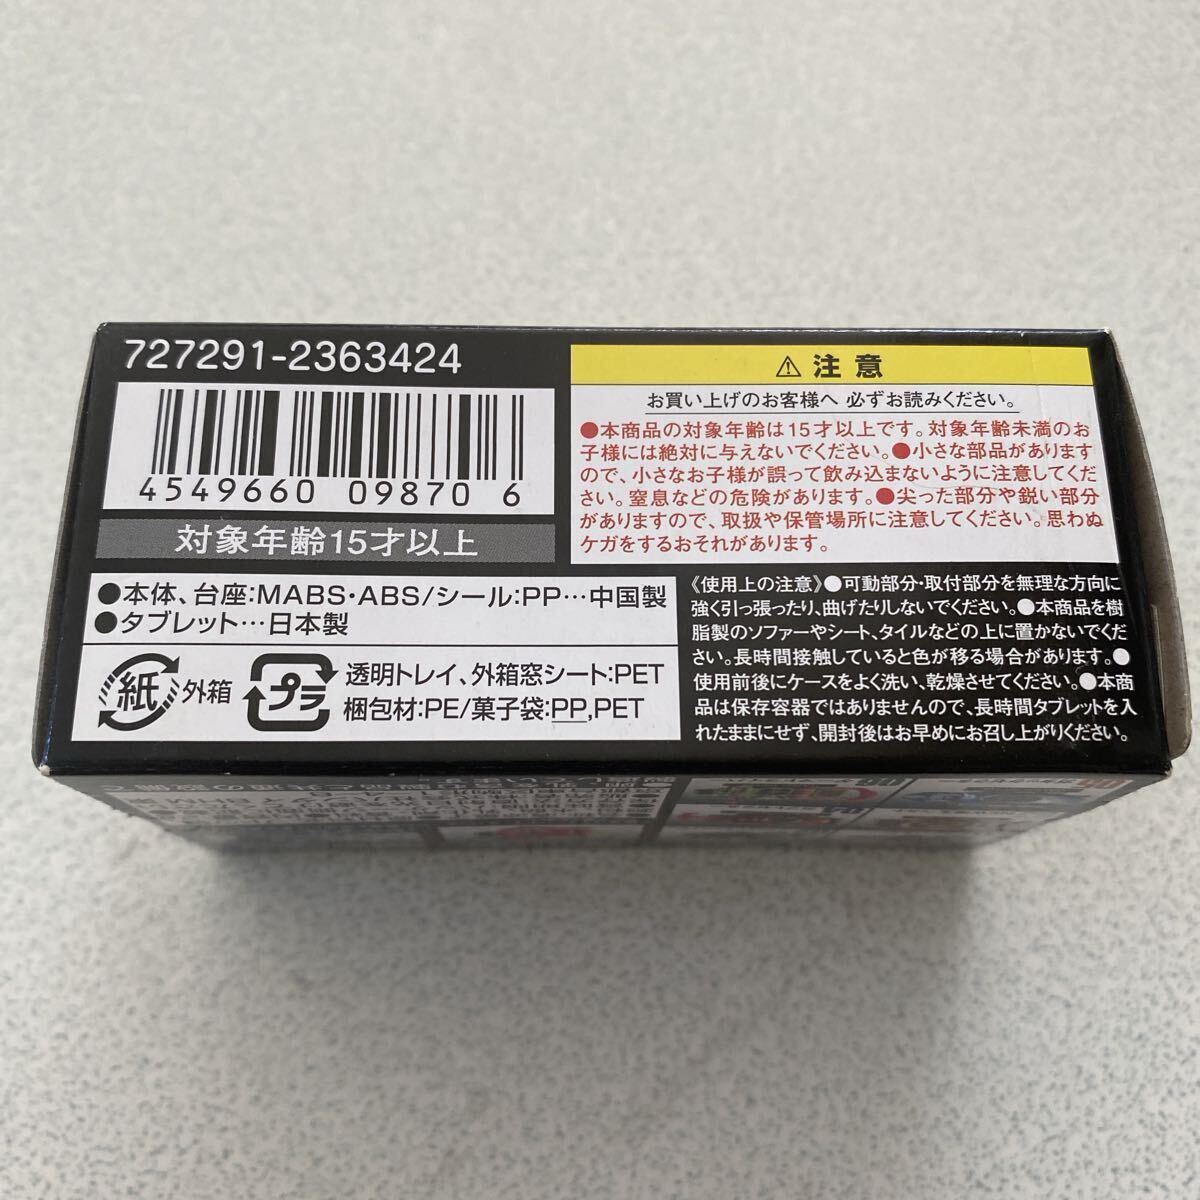 727291-2363424
4549660 09870 6
対象年齢15才以上
⚠注意
お買い上げのお客様へ 必ずお読みください。
●本商品の対象年齢は15才以上です。対象年齢未満のお
子様には絶対に与えないでください。●小さな部品があります
ので、小さなお子様が誤って飲み込まないように注意してくだ
さい。窒息などの危険があります。●尖った部分や鋭い部分
がありますので、取扱や保管場所に注意してください。思わぬ
ケガをするおそれがあります。
●本体、台座:MABS・ABS/シール:PP…中国製
●タブレット…日本製
紙 外箱
プラ
透明トレイ、外箱窓シート:PET
梱包材:PE/菓子袋:PP,PET
《使用上の注意》●可動部分・取付部分を無理な方向に
強く引っ張ったり、曲げたりしないでください。●本商品を樹
脂製のソファーやシート、タイルなどの上に置かないでくだ
さい。長時間接触していると色が移る場合があります。●
使用前後にケースをよく洗い、乾燥させてください。●本商
品は保存容器ではありませんので、長時間タブレットを入
れたままにせず、開封後はお早めにお召し上がりください。